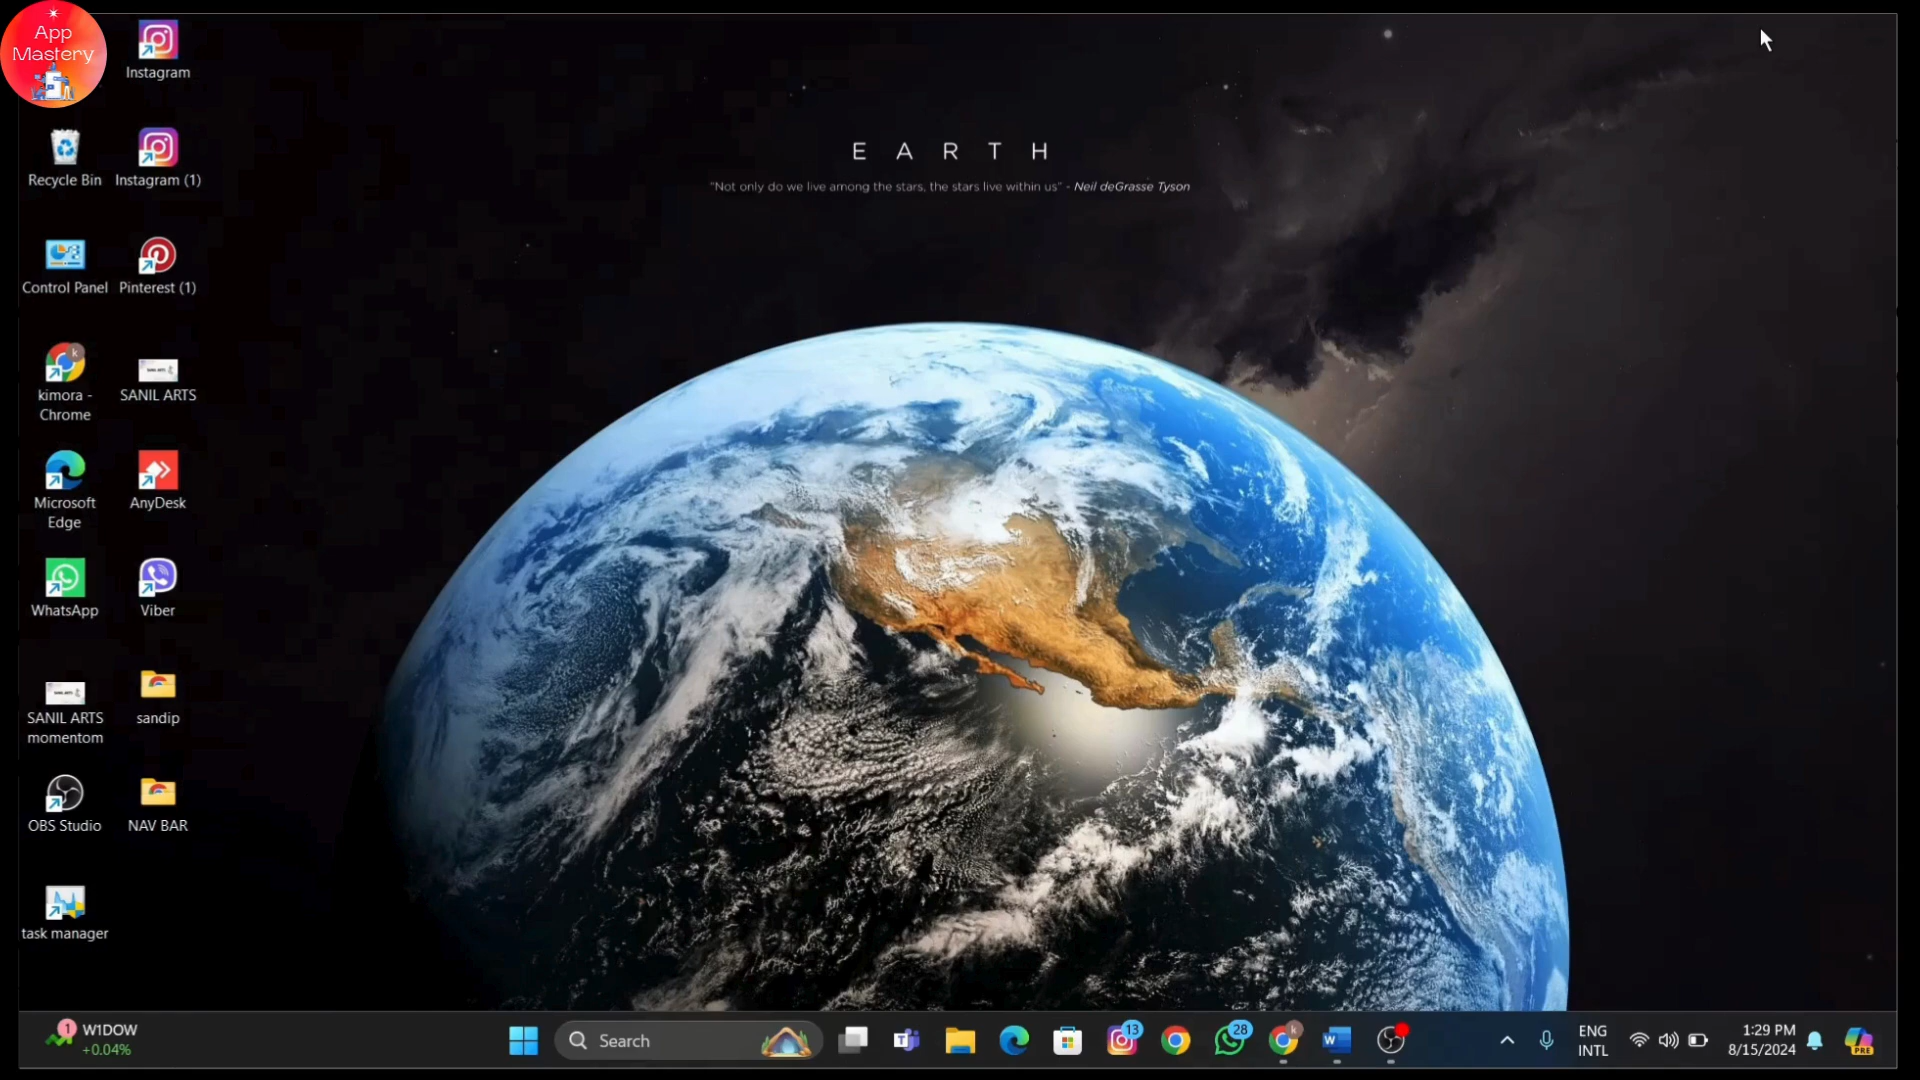 App
Mastery
Instagram
Recycle Bin
Instagram (1)
Control Panel
Pinterest (1)
kimora -
Chrome
SANIL ARTS
Microsoft
Edge
AnyDesk
WhatsApp
Viber
SANIL ARTS
momentom
sandip
OBS Studio
NAV BAR
task manager
E A R T H
"Not only do we live among the stars, the stars live within us" - Neil deGrasse Tyson
1
W1DOW
+0.04%
Search
13
28
k
ENG
INTL
1:29 PM
8/15/2024
PRE